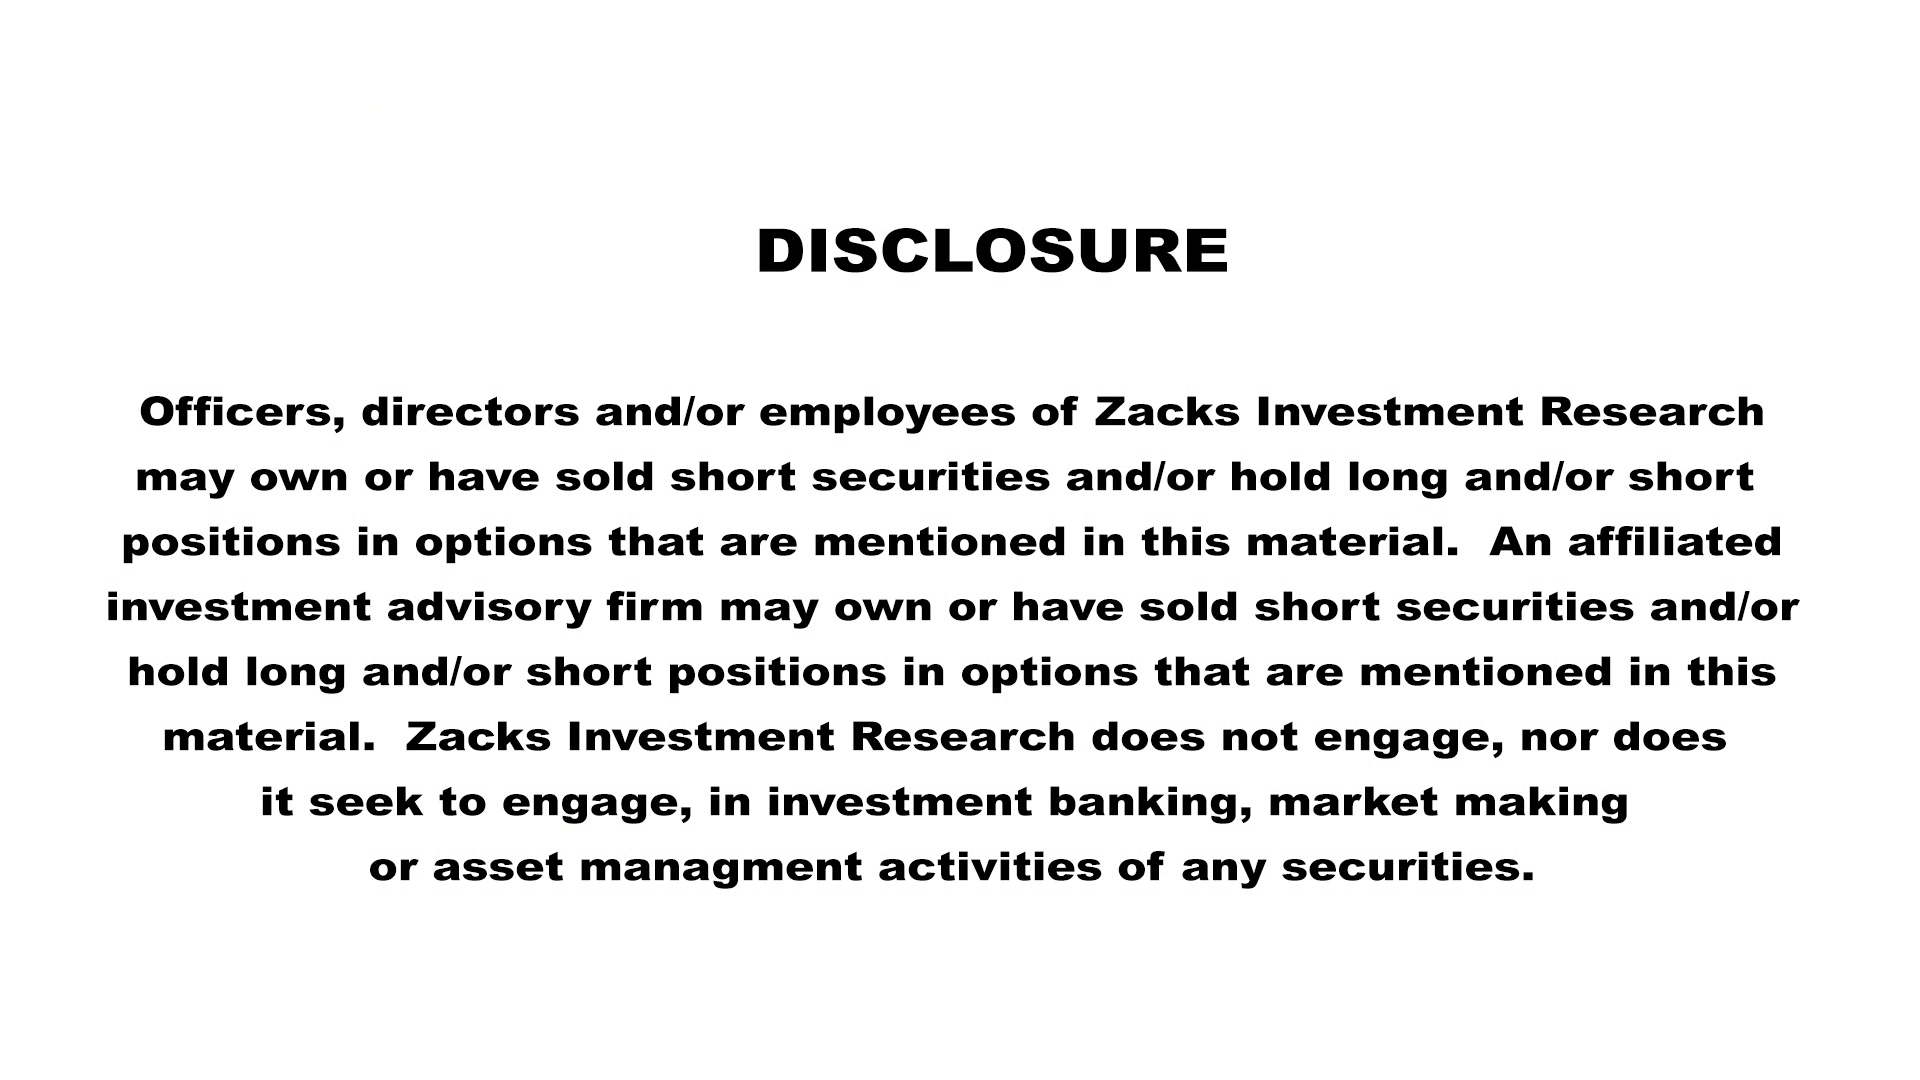 DISCLOSURE
Officers, directors and/or employees of Zacks Investment Research
may own or have sold short securities and/or hold long and/or short
positions in options that are mentioned in this material.  An affiliated
investment advisory firm may own or have sold short securities and/or
hold long and/or short positions in options that are mentioned in this
material.  Zacks Investment Research does not engage, nor does
it seek to engage, in investment banking, market making
or asset managment activities of any securities.